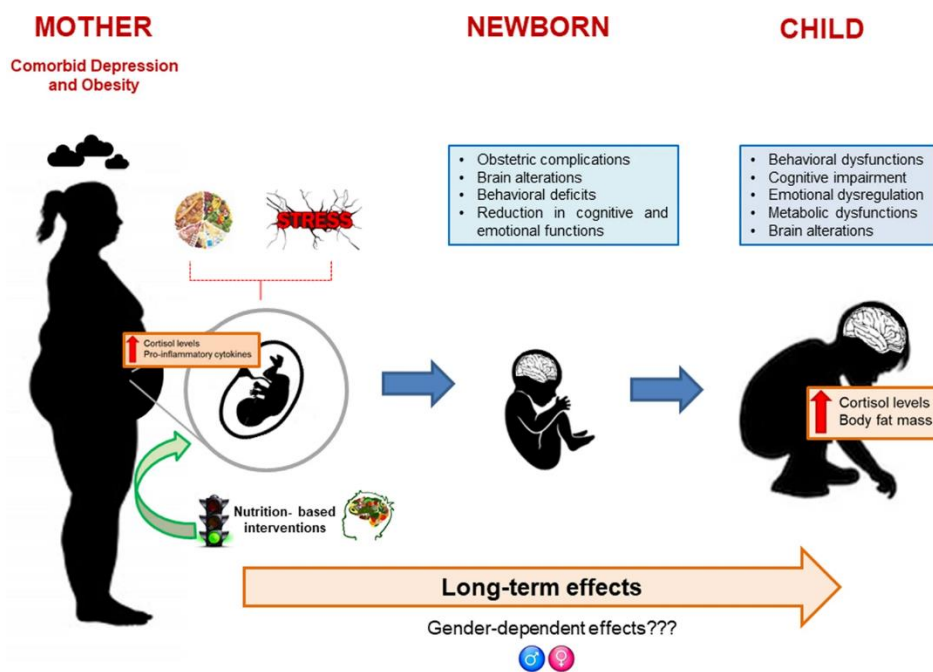 MOTHER
Comorbid Depression
and Obesity
NEWBORN
CHILD
STRESS
• Obstetric complications
• Brain alterations
• Behavioral deficits
• Reduction in cognitive and
emotional functions
• Behavioral dysfunctions
• Cognitive impairment
• Emotional dysregulation
• Metabolic dysfunctions
• Brain alterations
Cortisol levels
Pro-inflammatory cytokines
Cortisol levels
Body fat mass
Nutrition- based
interventions
Long-term effects
Gender-dependent effects???